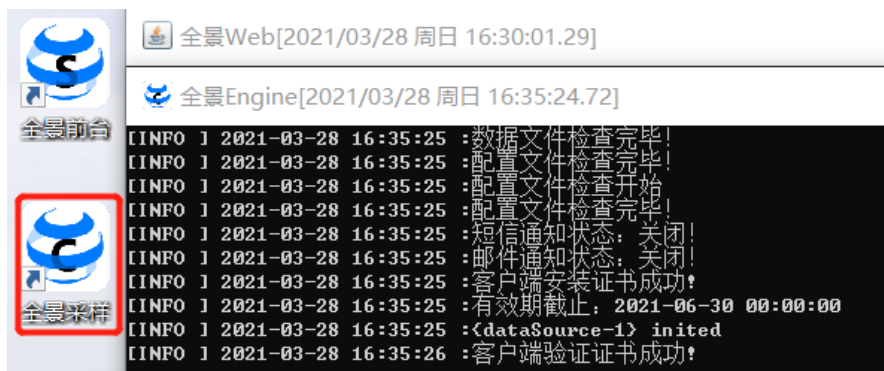 全景Web[2021/03/28 周日 16:30:01.29]
S
全景Engine[2021/03/28 周日 16:35:24.72]
全景前台
[INFO ] 2021-03-28 16:35:25 :数据文件检查完毕!
[INFO ] 2021-03-28 16:35:25 :配置文件检查完毕!
[INFO ] 2021-03-28 16:35:25 :配置文件检查开始
[INFO ] 2021-03-28 16:35:25 :配置文件检查完毕!
[INFO ] 2021-03-28 16:35:25 :短信通知状态：关闭!
[INFO ] 2021-03-28 16:35:25 :邮件通知状态：关闭!
[INFO ] 2021-03-28 16:35:25 :客户端安装证书成功!
[INFO ] 2021-03-28 16:35:25 :有效期截止：2021-06-30 00:00:00
[INFO ] 2021-03-28 16:35:25 :{dataSource-1} inited
[INFO ] 2021-03-28 16:35:26 :客户端验证证书成功!
C
全景采样